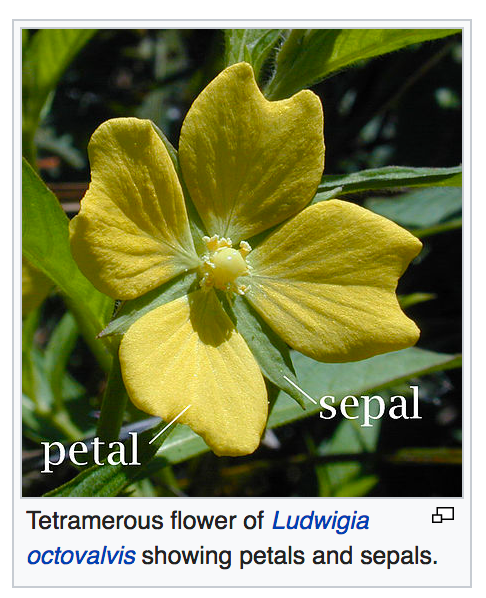 sepal
petal
Tetramerous flower of Ludwigia
octovalvis showing petals and sepals.